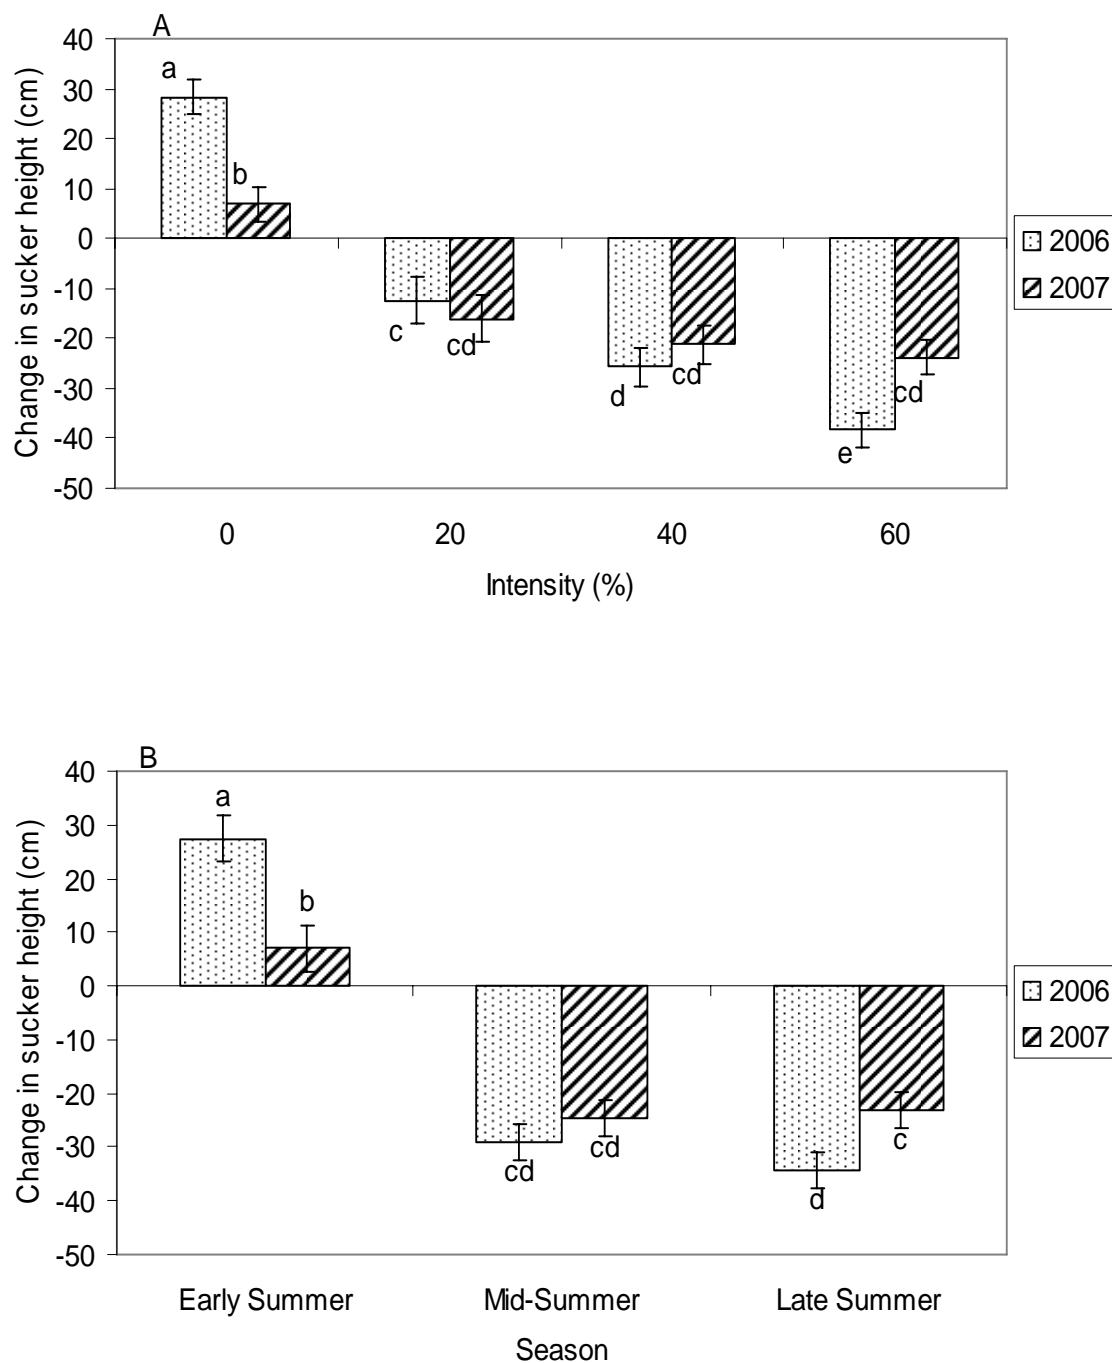 A
Change in sucker height (cm)
40
30
20
10
0
-10
-20
-30
-40
-50
a
b
c
cd
d
cd
e
cd
0 20 40 60
Intensity (%)
2006
2007
B
Change in sucker height (cm)
40
30
20
10
0
-10
-20
-30
-40
-50
a
b
cd
cd
d
c
Early Summer Mid-Summer Late Summer
Season
2006
2007